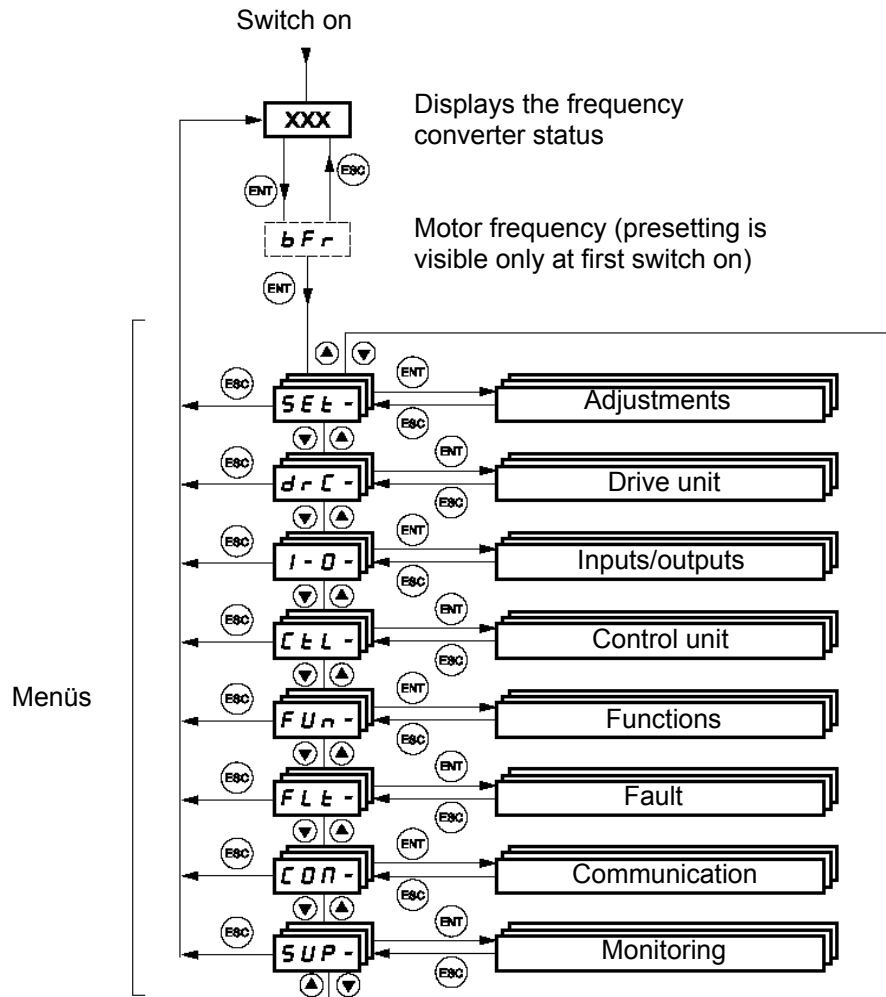 Switch on
XXX
Displays the frequency
converter status
ENT
ESC
bFr
Motor frequency (presetting is
visible only at first switch on)
ENT
ESC
SEt-
ENT
ESC
Adjustments
ESC
drC-
ENT
ESC
Drive unit
ESC
I-O-
ENT
ESC
Inputs/outputs
ESC
CtL-
ENT
ESC
Control unit
Menüs
ESC
FUn-
ENT
ESC
Functions
ESC
FLt-
ENT
ESC
Fault
ESC
COn-
ENT
ESC
Communication
ESC
SUP-
ENT
ESC
Monitoring